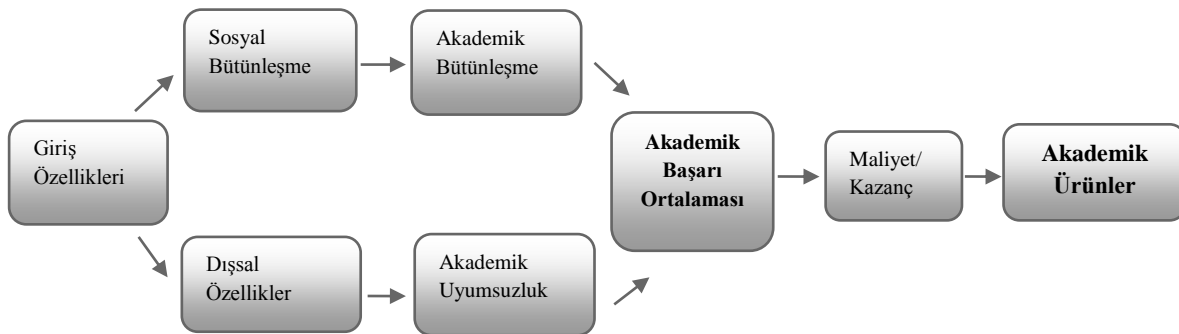 Sosyal
Bütünleşme
Akademik
Bütünleşme
Giriş
Özellikleri
Akademik
Başarı
Ortalaması
Maliyet/
Kazanç
Akademik
Ürünler
Dışsal
Özellikler
Akademik
Uyumsuzluk